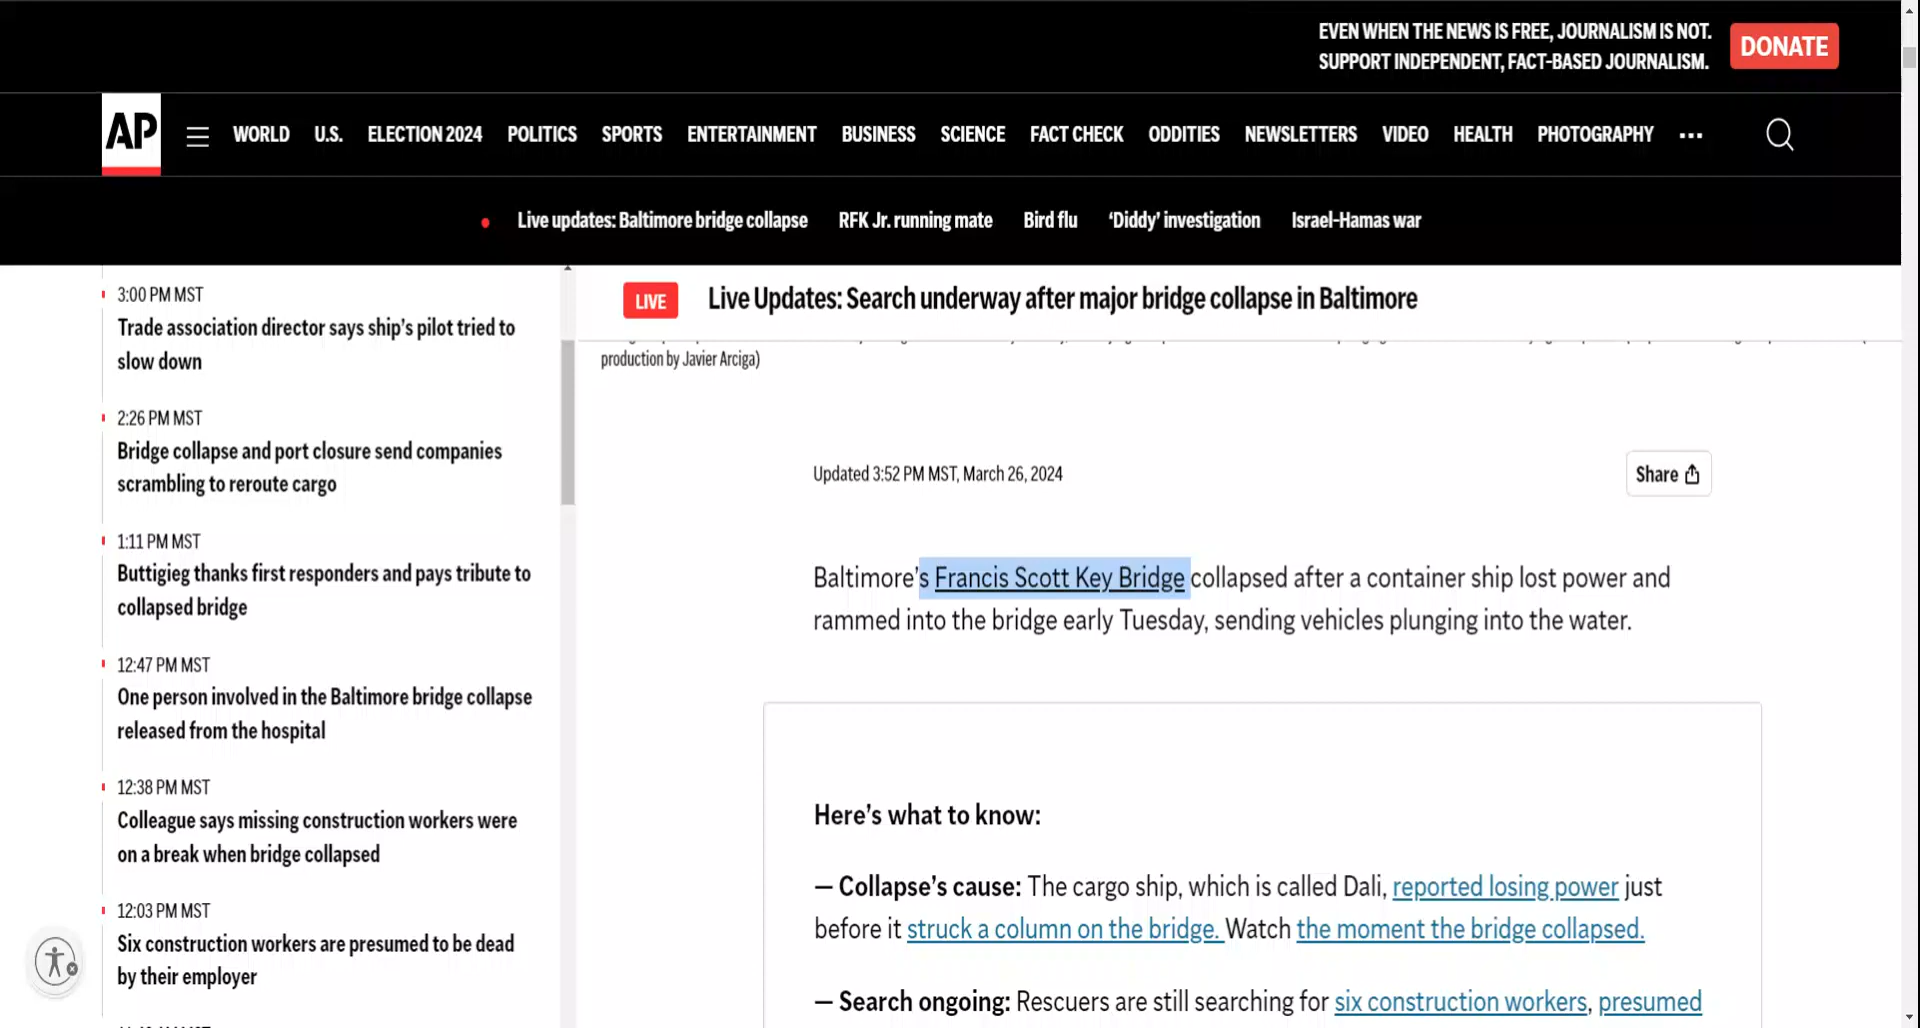 EVEN WHEN THE NEWS IS FREE, JOURNALISM IS NOT.
SUPPORT INDEPENDENT, FACT-BASED JOURNALISM.
DONATE
AP
WORLD U.S. ELECTION 2024 POLITICS SPORTS ENTERTAINMENT BUSINESS SCIENCE FACT CHECK ODDITIES NEWSLETTERS VIDEO HEALTH PHOTOGRAPHY ...
Live updates: Baltimore bridge collapse RFK Jr. running mate Bird flu ‘Diddy’ investigation Israel-Hamas war
3:00 PM MST
Trade association director says ship’s pilot tried to
slow down
2:26 PM MST
Bridge collapse and port closure send companies
scrambling to reroute cargo
1:11 PM MST
Buttigieg thanks first responders and pays tribute to
collapsed bridge
12:47 PM MST
One person involved in the Baltimore bridge collapse
released from the hospital
12:38 PM MST
Colleague says missing construction workers were
on a break when bridge collapsed
12:03 PM MST
Six construction workers are presumed to be dead
by their employer
LIVE
Live Updates: Search underway after major bridge collapse in Baltimore
production by Javier Arciga)
Updated 3:52 PM MST, March 26, 2024
Share
Baltimore’s Francis Scott Key Bridge collapsed after a container ship lost power and
rammed into the bridge early Tuesday, sending vehicles plunging into the water.
Here’s what to know:
— Collapse’s cause: The cargo ship, which is called Dali, reported losing power just
before it struck a column on the bridge. Watch the moment the bridge collapsed.
— Search ongoing: Rescuers are still searching for six construction workers, presumed